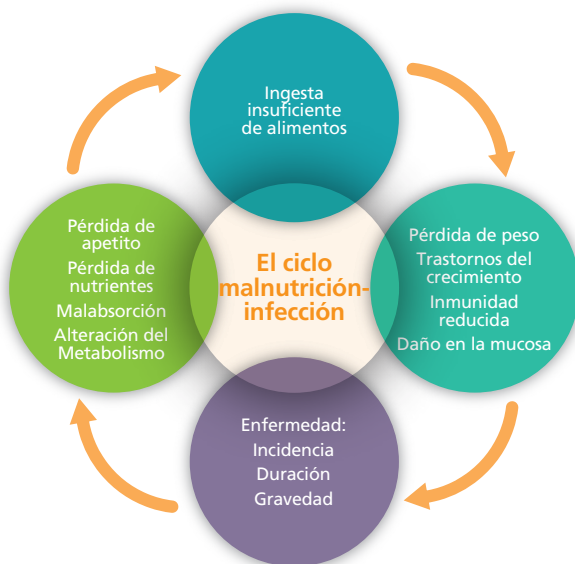 Ingesta
insuficiente
de alimentos
Pérdida de
apetito
Pérdida de
nutrientes
Malabsorción
Alteración del
Metabolismo
El ciclo
malnutrición-
infección
Pérdida de peso
Trastornos del
crecimiento
Inmunidad
reducida
Daño en la mucosa
Enfermedad:
Incidencia
Duración
Gravedad